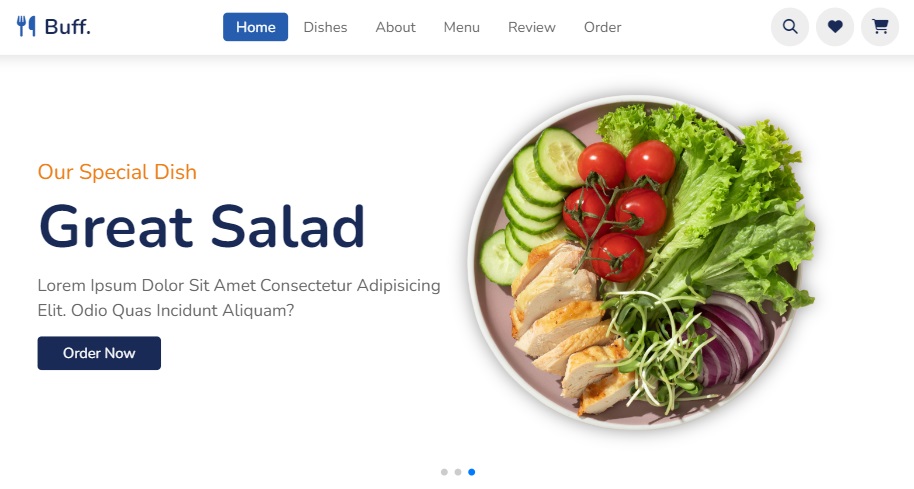 Buff.
Home Dishes About Menu Review Order
Our Special Dish
Great Salad
Lorem Ipsum Dolor Sit Amet Consectetur Adipisicing
Elit. Odio Quas Incidunt Aliquam?
Order Now